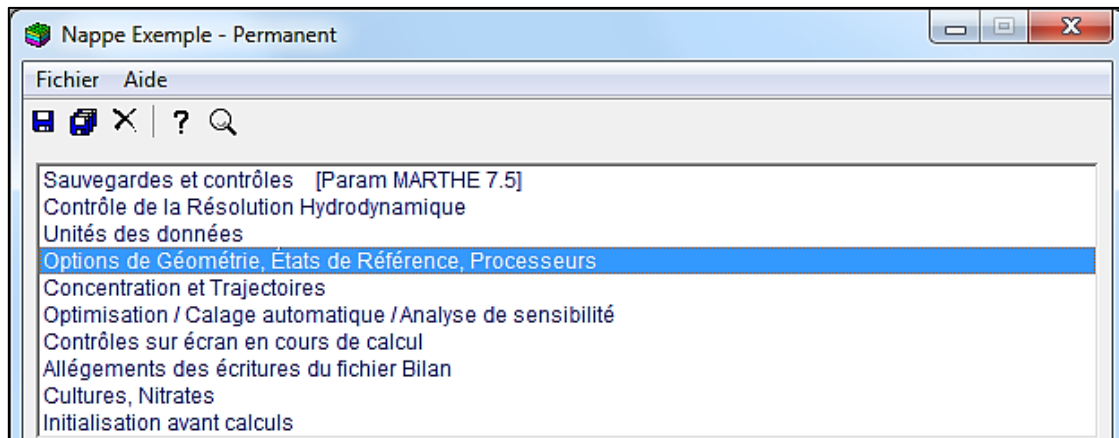 Nappe Exemple - Permanent
Fichier Aide
Sauvegardes et contrôles [Param MARTHE 7.5]
Contrôle de la Résolution Hydrodynamique
Unités des données
Options de Géométrie, États de Référence, Processeurs
Concentration et Trajectoires
Optimisation / Calage automatique / Analyse de sensibilité
Contrôles sur écran en cours de calcul
Allégements des écritures du fichier Bilan
Cultures, Nitrates
Initialisation avant calculs